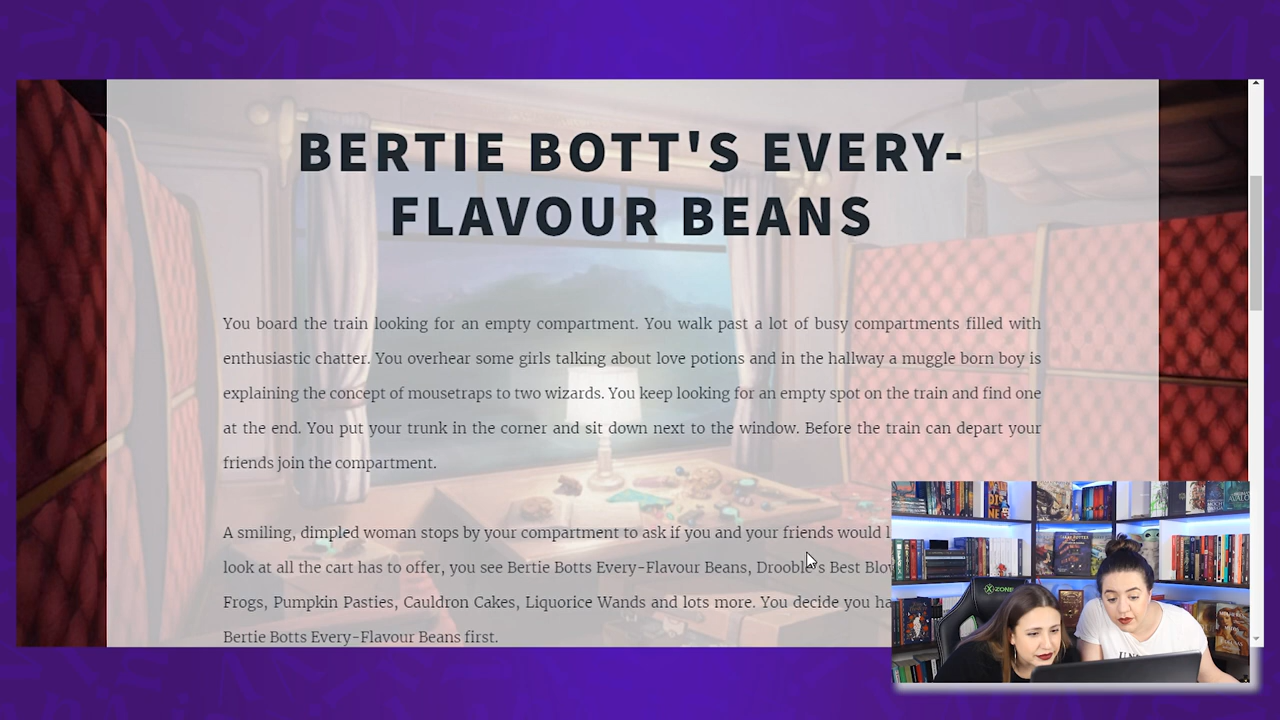 BERTIE BOTT'S EVERY-
FLAVOUR BEANS
You board the train looking for an empty compartment. You walk past a lot of busy compartments filled with
enthusiastic chatter. You overhear some girls talking about love potions and in the hallway a muggle born boy is
explaining the concept of mousetraps to two wizards. You keep looking for an empty spot on the train and find one
at the end. You put your trunk in the corner and sit down next to the window. Before the train can depart your
friends join the compartment.
A smiling, dimpled woman stops by your compartment to ask if you and your friends would
look at all the cart has to offer, you see Bertie Botts Every-Flavour Beans, Drooble's Best
Frogs, Pumpkin Pasties, Cauldron Cakes, Liquorice Wands and lots more. You decide you
Bertie Botts Every-Flavour Beans first.